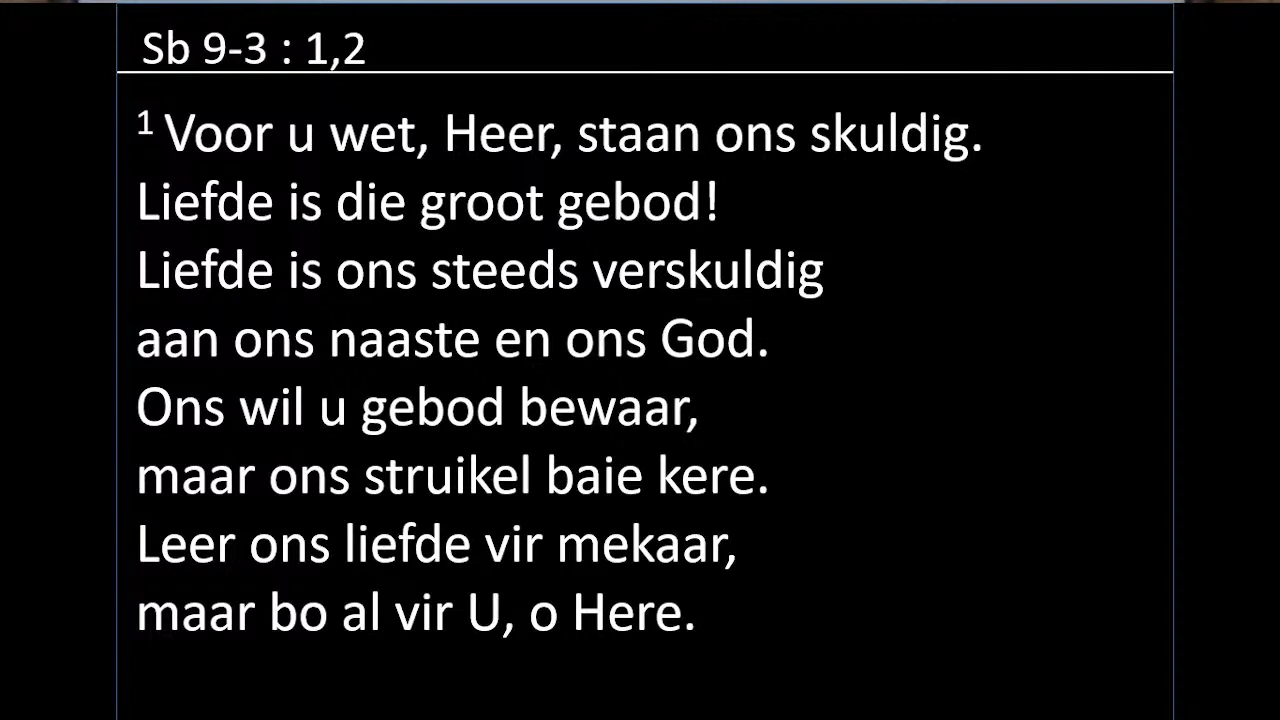 Sb 9-3 : 1,2
¹ Voor u wet, Heer, staan ons skuldig.
Liefde is die groot gebod!
Liefde is ons steeds verskuldig
aan ons naaste en ons God.
Ons wil u gebod bewaar,
maar ons struikel baie kere.
Leer ons liefde vir mekaar,
maar bo al vir U, o Here.